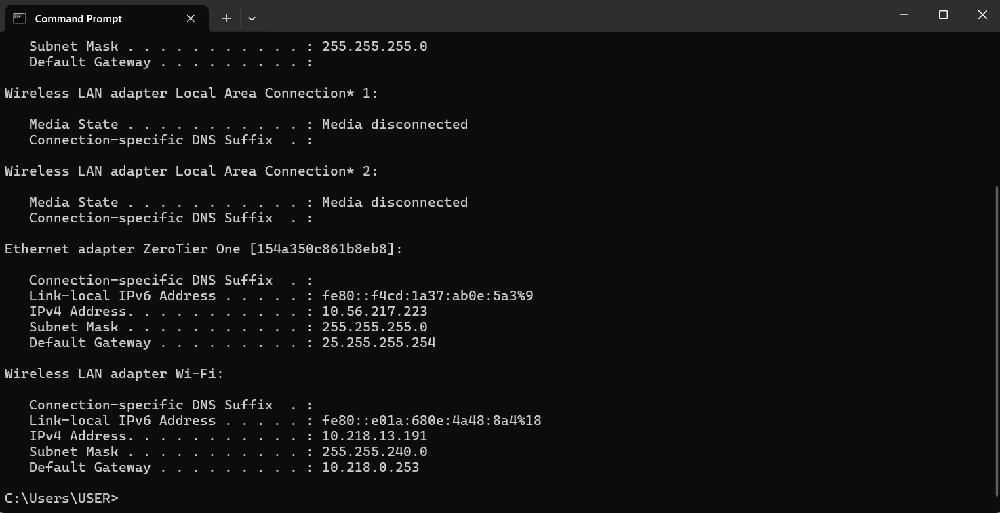 Command Prompt
Subnet Mask . . . . . . . . . . . : 255.255.255.0
Default Gateway . . . . . . . . . :
Wireless LAN adapter Local Area Connection* 1:
Media State . . . . . . . . . . . : Media disconnected
Connection-specific DNS Suffix  . :
Wireless LAN adapter Local Area Connection* 2:
Media State . . . . . . . . . . . : Media disconnected
Connection-specific DNS Suffix  . :
Ethernet adapter ZeroTier One [154a350c861b8eb8]:
Connection-specific DNS Suffix  . :
Link-local IPv6 Address . . . . . : fe80::f4cd:1a37:ab0e:5a3%9
IPv4 Address. . . . . . . . . . . : 10.56.217.223
Subnet Mask . . . . . . . . . . . : 255.255.255.0
Default Gateway . . . . . . . . . : 25.255.255.254
Wireless LAN adapter Wi-Fi:
Connection-specific DNS Suffix  . :
Link-local IPv6 Address . . . . . : fe80::e01a:680e:4a48:8a4%18
IPv4 Address. . . . . . . . . . . : 10.218.13.191
Subnet Mask . . . . . . . . . . . : 255.255.240.0
Default Gateway . . . . . . . . . : 10.218.0.253
C:\Users\USER>